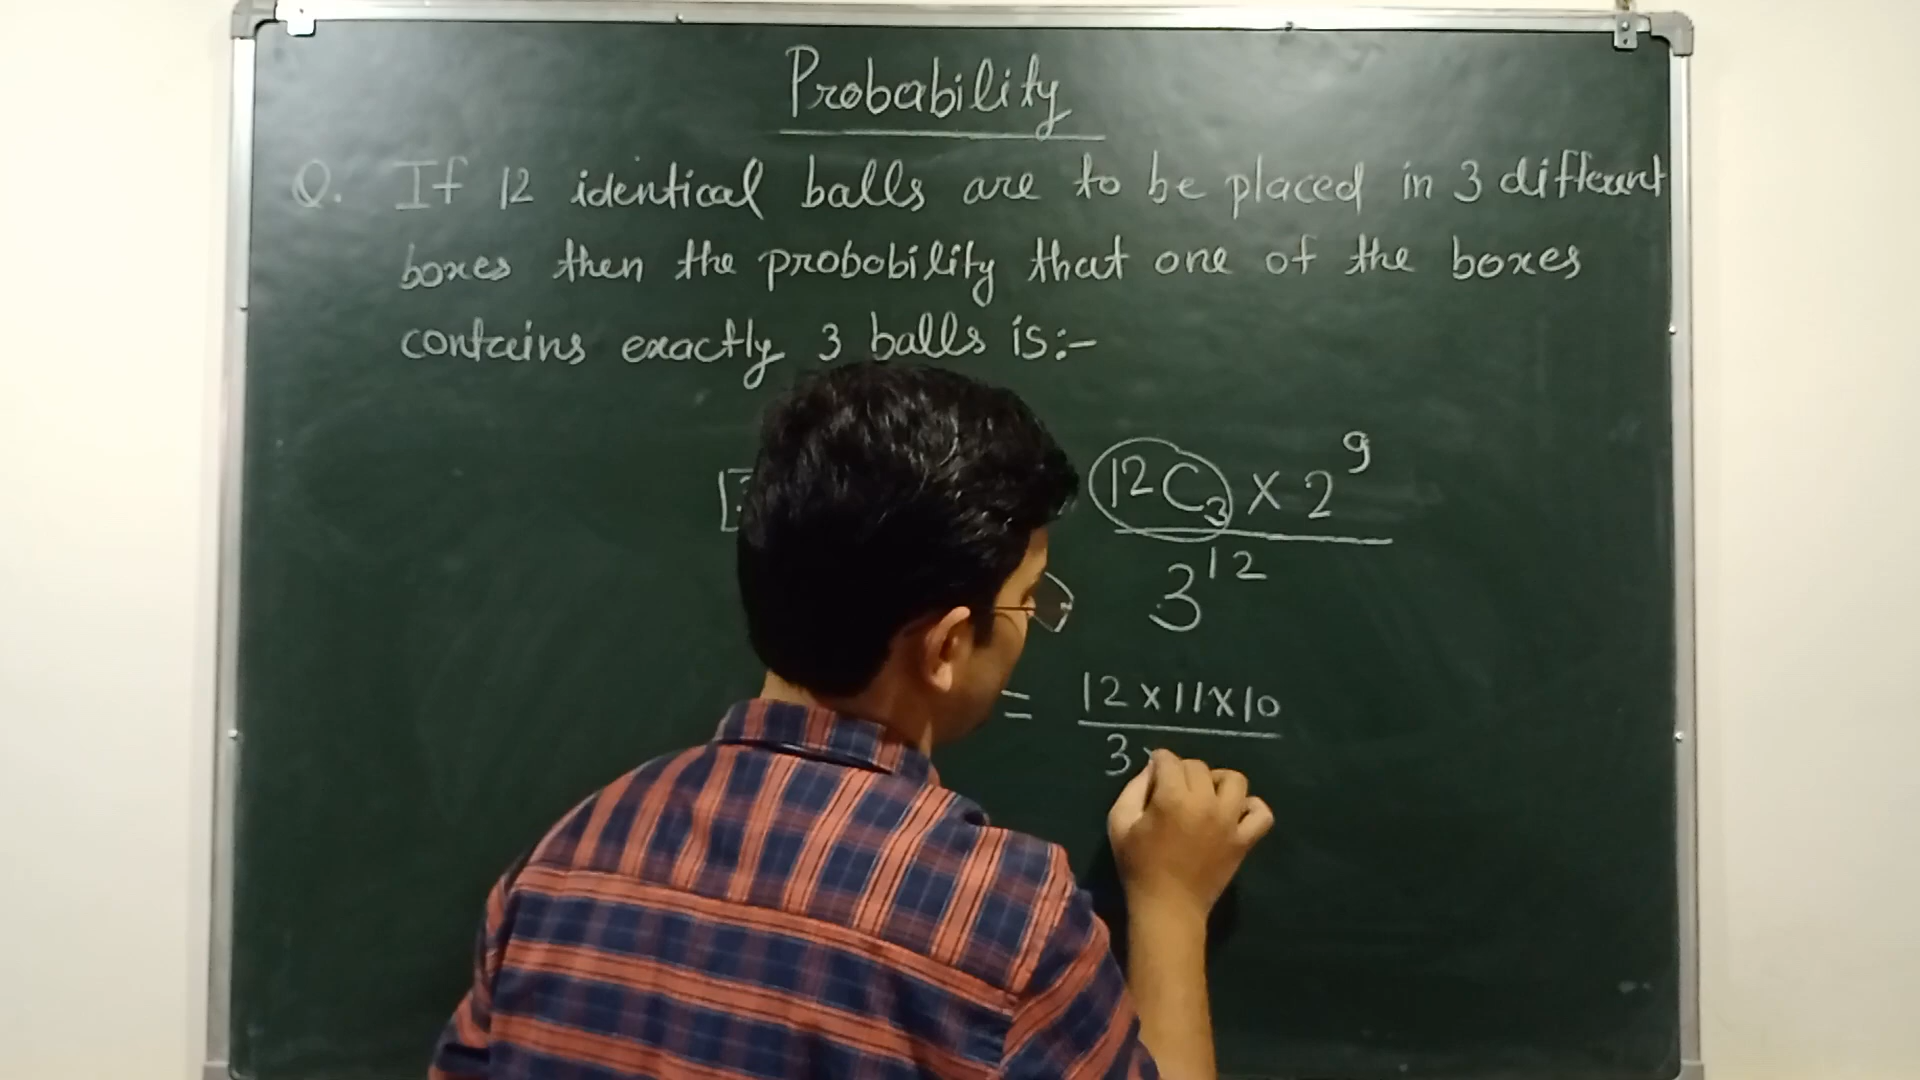 Probability
Q. If 12 identical balls are to be placed in 3 different
boxes then the probobility that one of the boxes
contains exactly 3 balls is:-
12C₃ × 2⁹
3¹²
= 12 × 11 × 10
3 ×